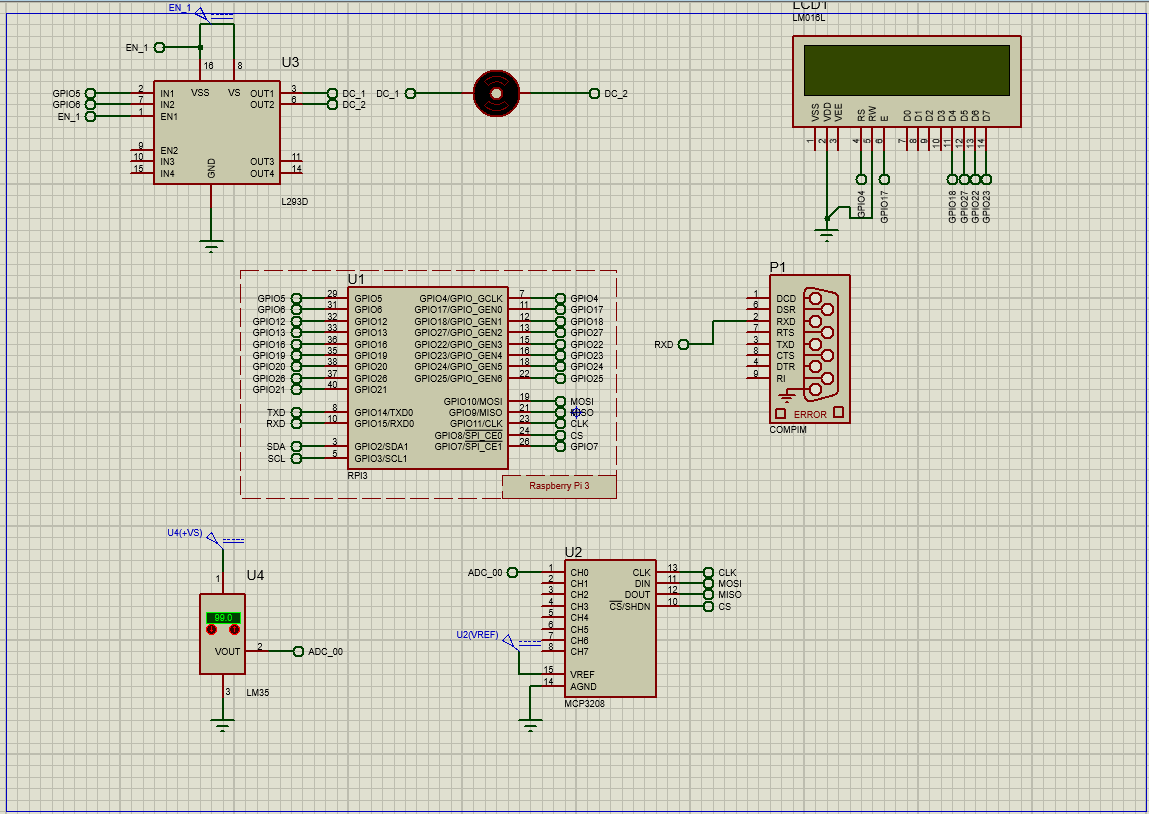 EN_1
EN_1
U3
16 8
VSS VS
GPIO5 2 IN1 OUT1 3 DC_1
GPIO6 7 IN2 OUT2 6 DC_2
EN_1 1 EN1
9 EN2
10 IN3 OUT3 11
15 IN4 OUT4 14
GND
L293D
DC_1 DC_2
LCD1
LM016L
VSS VDD VEE RS RW E D0 D1 D2 D3 D4 D5 D6 D7
1 2 3 4 5 6 7 8 9 10 11 12 13 14
GPIO4 GPIO17 GPIO18 GPIO27 GPIO22 GPIO23
U1
GPIO5 29 GPIO5 GPIO4/GPIO_GCLK 7 GPIO4
GPIO6 31 GPIO6 GPIO17/GPIO_GEN0 11 GPIO17
GPIO12 32 GPIO12 GPIO18/GPIO_GEN1 12 GPIO18
GPIO13 33 GPIO13 GPIO27/GPIO_GEN2 13 GPIO27
GPIO16 36 GPIO16 GPIO22/GPIO_GEN3 15 GPIO22
GPIO19 35 GPIO19 GPIO23/GPIO_GEN4 16 GPIO23
GPIO20 38 GPIO20 GPIO24/GPIO_GEN5 18 GPIO24
GPIO26 37 GPIO26 GPIO25/GPIO_GEN6 22 GPIO25
GPIO21 40 GPIO21
GPIO10/MOSI 19 MOSI
TXD 8 GPIO14/TXD0 GPIO9/MISO 21 MISO
RXD 10 GPIO15/RXD0 GPIO11/CLK 23 CLK
GPIO8/SPI_CE0 24 CS
SDA 3 GPIO2/SDA1 GPIO7/SPI_CE1 26 GPIO7
SCL 5 GPIO3/SCL1
RPI3
Raspberry Pi 3
P1
1 DCD
6 DSR
2 RXD
7 RTS
RXD 3 TXD
8 CTS
4 DTR
9 RI
ERROR
COMPIM
U4(+VS)
1
U4
99.0
VOUT 2 ADC_00
3
LM35
U2
ADC_00 1 CH0 CLK 13 CLK
2 CH1 DIN 11 MOSI
3 CH2 DOUT 12 MISO
4 CH3 CS/SHDN 10 CS
5 CH4
6 CH5
U2(VREF) 7 CH6
8 CH7
15 VREF
14 AGND
MCP3208